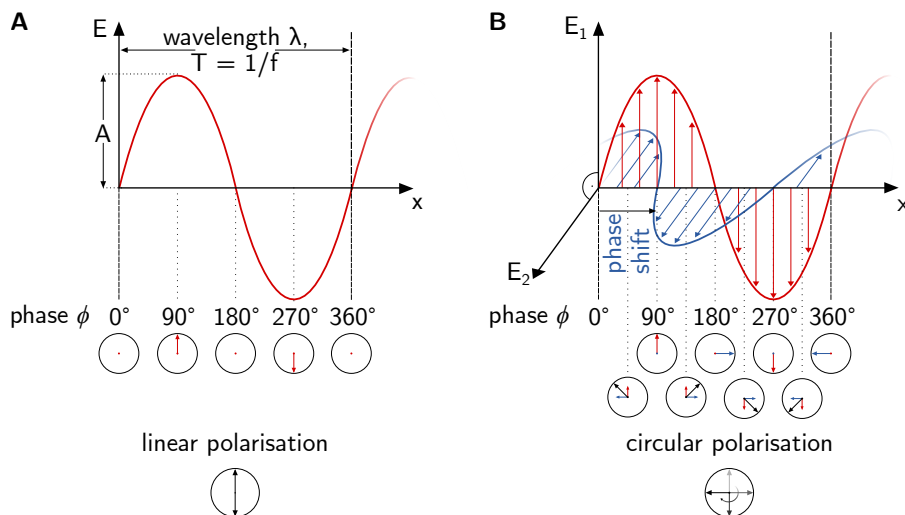 A
E
wavelength λ,
T = 1/f
A
x
phase ϕ 0° 90° 180° 270° 360°
linear polarisation
B
E₁
x
phase
shift
E₂
phase ϕ 0° 90° 180° 270° 360°
circular polarisation